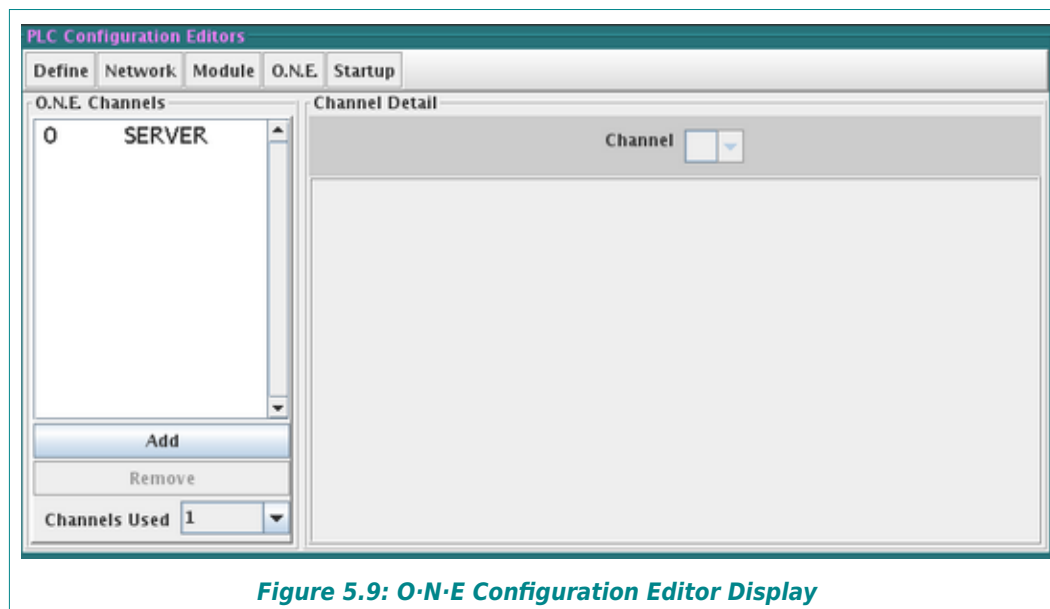 PLC Configuration Editors
Define Network Module O.N.E. Startup
O.N.E. Channels
Channel Detail
0 SERVER
Channel
Add
Remove
Channels Used 1
Figure 5.9: O·N·E Configuration Editor Display